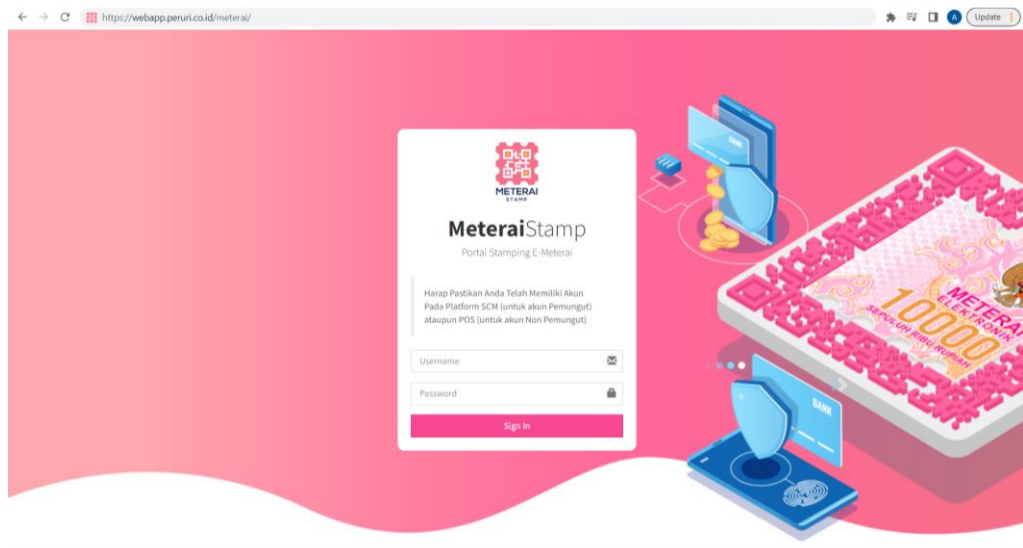 https://webapp.peruri.co.id/meterai/
A
Update
METERAI
STAMP
MeteraiStamp
Portal Stamping E-Meterai
Harap Pastikan Anda Telah Memiliki Akun
Pada Platform SCM (untuk akun Pemungut)
ataupun POS (untuk akun Non Pemungut)
Username
Password
Sign In
BANK
METERAI
ELEKTRONIK
10000
SEPULUH RIBU RUPIAH
BANK